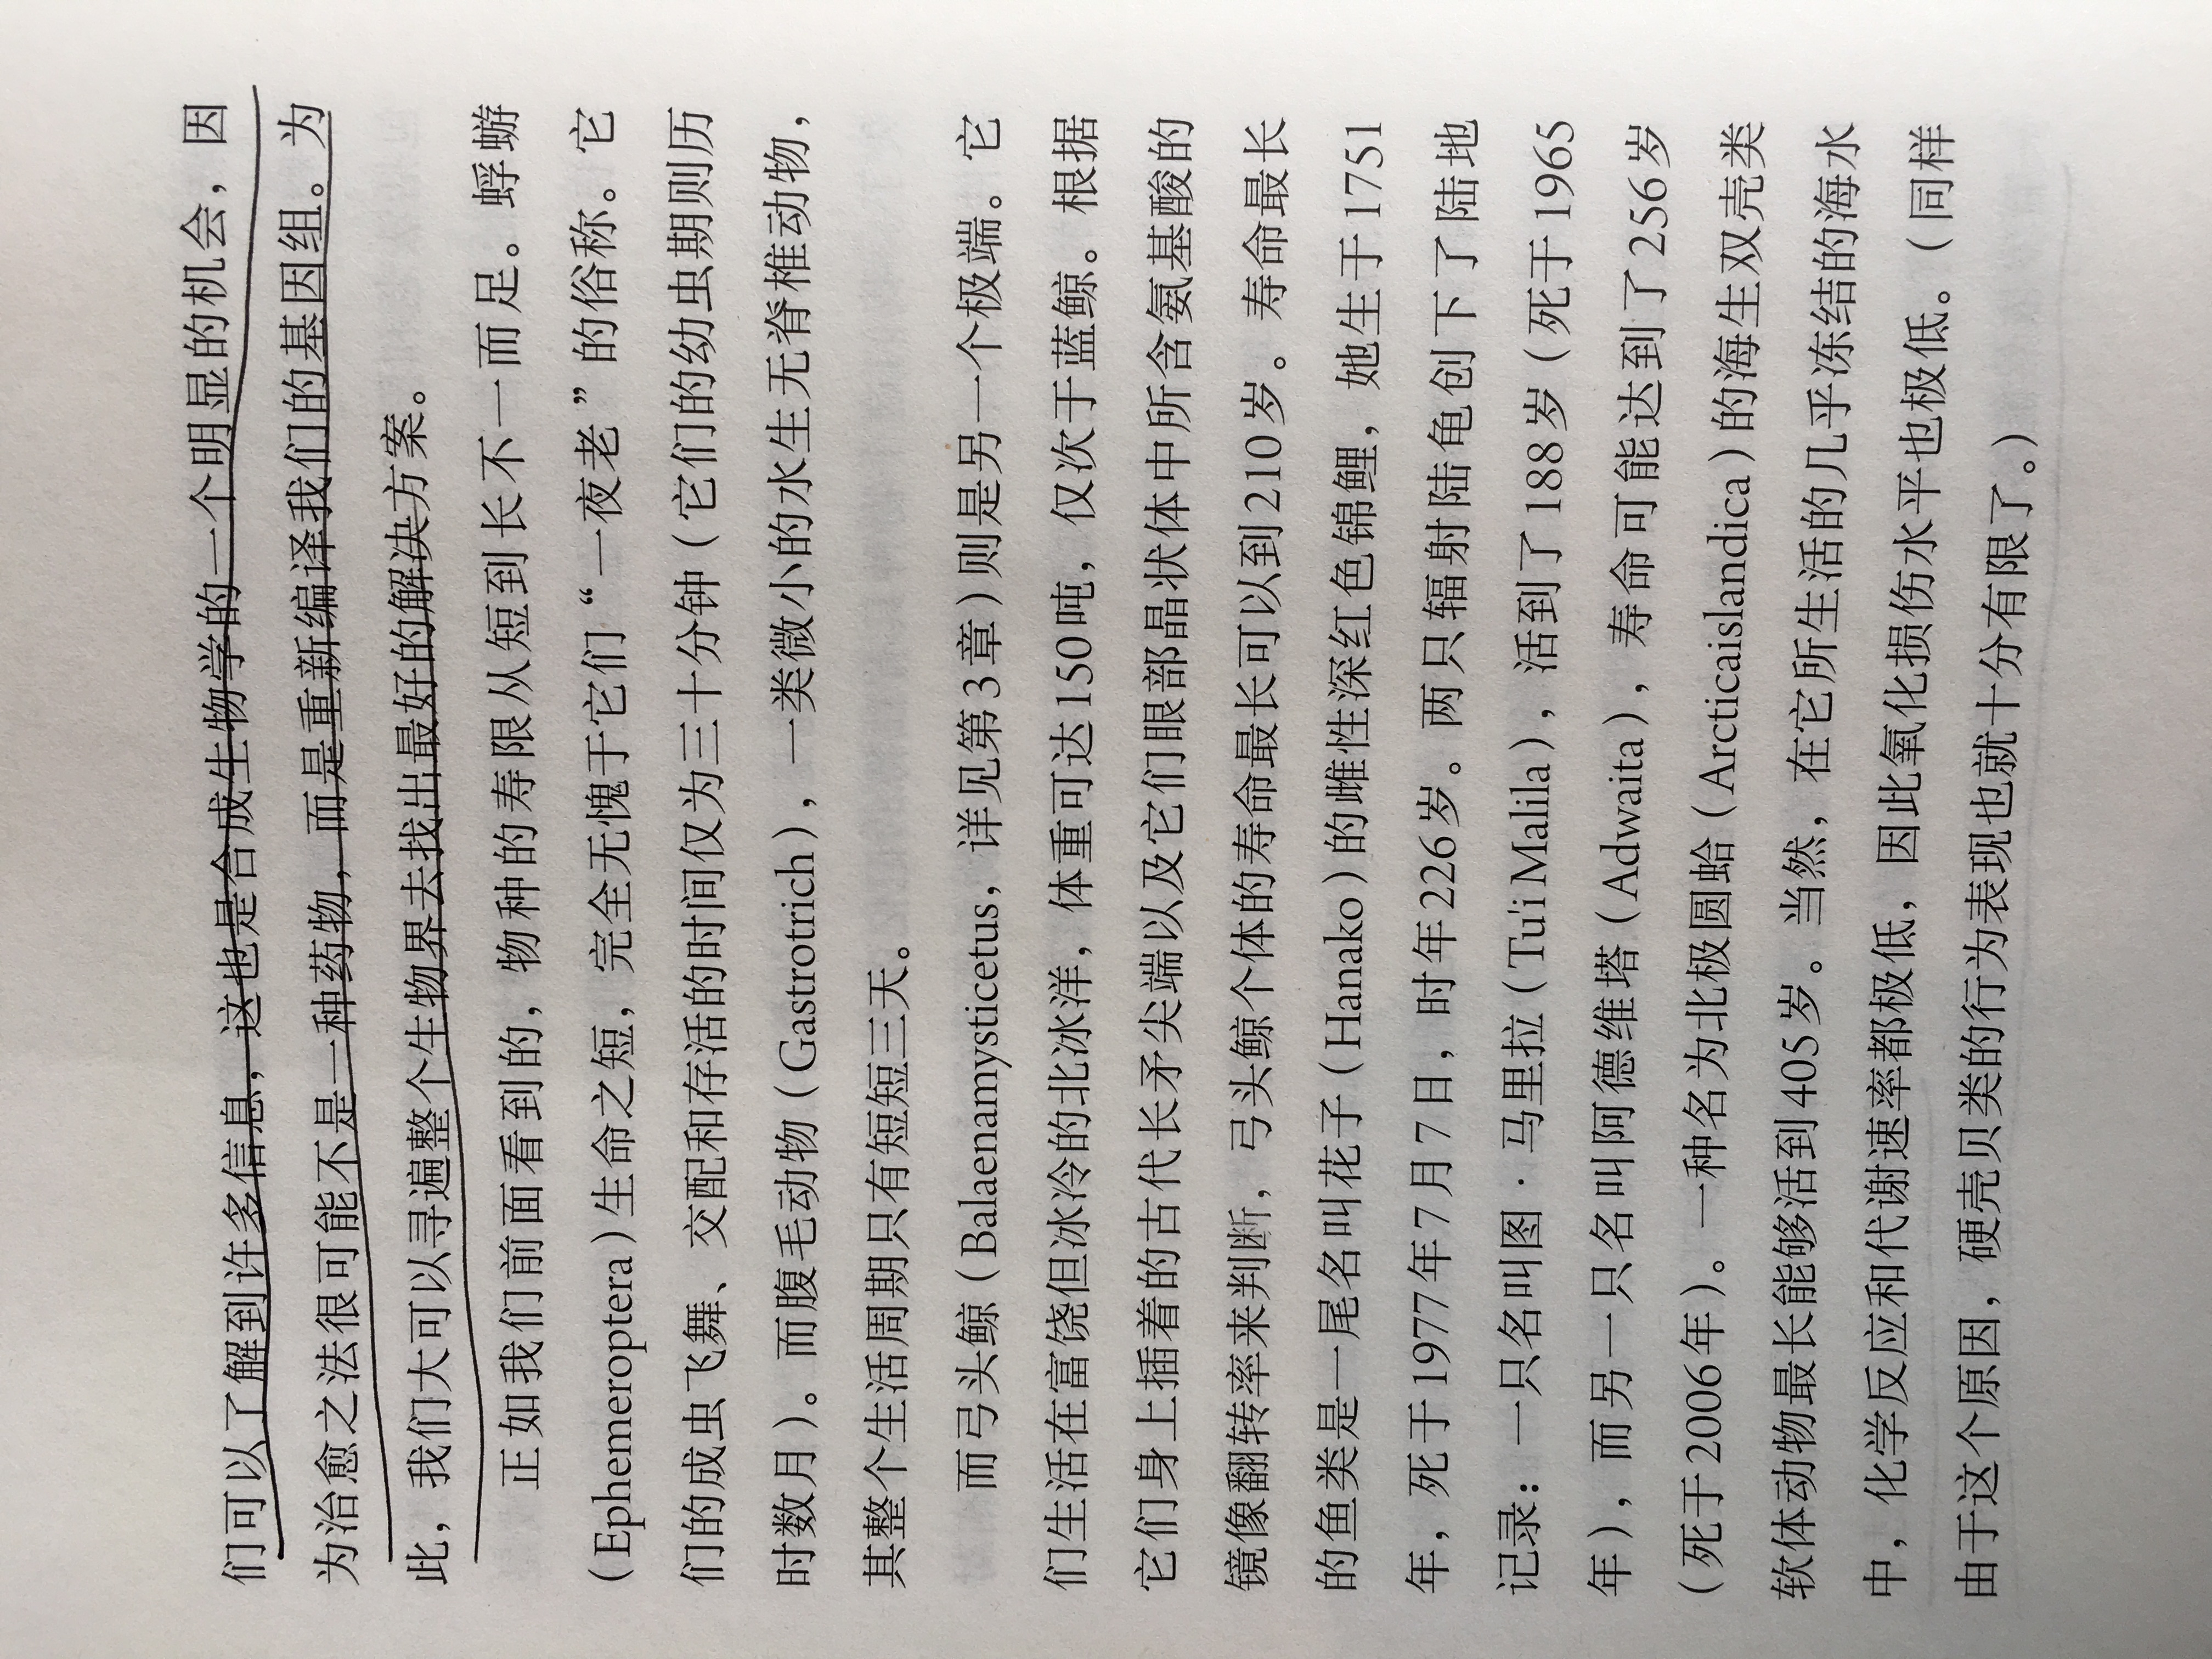 们可以了解到许多信息，这也是合成生物学的一个明显的机会，因
为治愈之法很可能不是一种药物，而是重新编译我们的基因组。为
此，我们大可以寻遍整个生物界去找出最好的解决方案。
正如我们前面看到的，物种的寿限从短到长不一而足。蜉蝣
（Ephemeroptera）生命之短，完全无愧于它们“一夜老”的俗称。它
们的成虫飞舞、交配和存活的时间仅为三十分钟（它们的幼虫期则历
时数月）。而腹毛动物（Gastrotrich），一类微小的水生无脊椎动物，
其整个生活周期只有短短三天。
而弓头鲸（Balaenamysticetus，详见第3章）则是另一个极端。它
们生活在富饶但冰冷的北冰洋，体重可达150吨，仅次于蓝鲸。根据
它们身上插着的古代长矛尖端以及它们眼部晶状体中所含氨基酸的
镜像翻转率来判断，弓头鲸个体的寿命最长可以到210岁。寿命最长
的鱼类是一尾名叫花子（Hanako）的雌性深红色锦鲤，她生于1751
年，死于1977年7月7日，时年226岁。两只辐射陆龟创下了陆地
记录：一只名叫图·马里拉（Tu'i Malila），活到了188岁（死于1965
年），而另一只名叫阿德维塔（Adwaita），寿命可能达到了256岁
（死于2006年）。一种名为北极圆蛤（Arcticaislandica）的海生双壳类
软体动物最长能够活到405岁。当然，在它所生活的几乎冻结的海水
中，化学反应和代谢速率都极低，因此氧化损伤水平也极低。（同样
由于这个原因，硬壳贝类的行为表现也就十分有限了。）